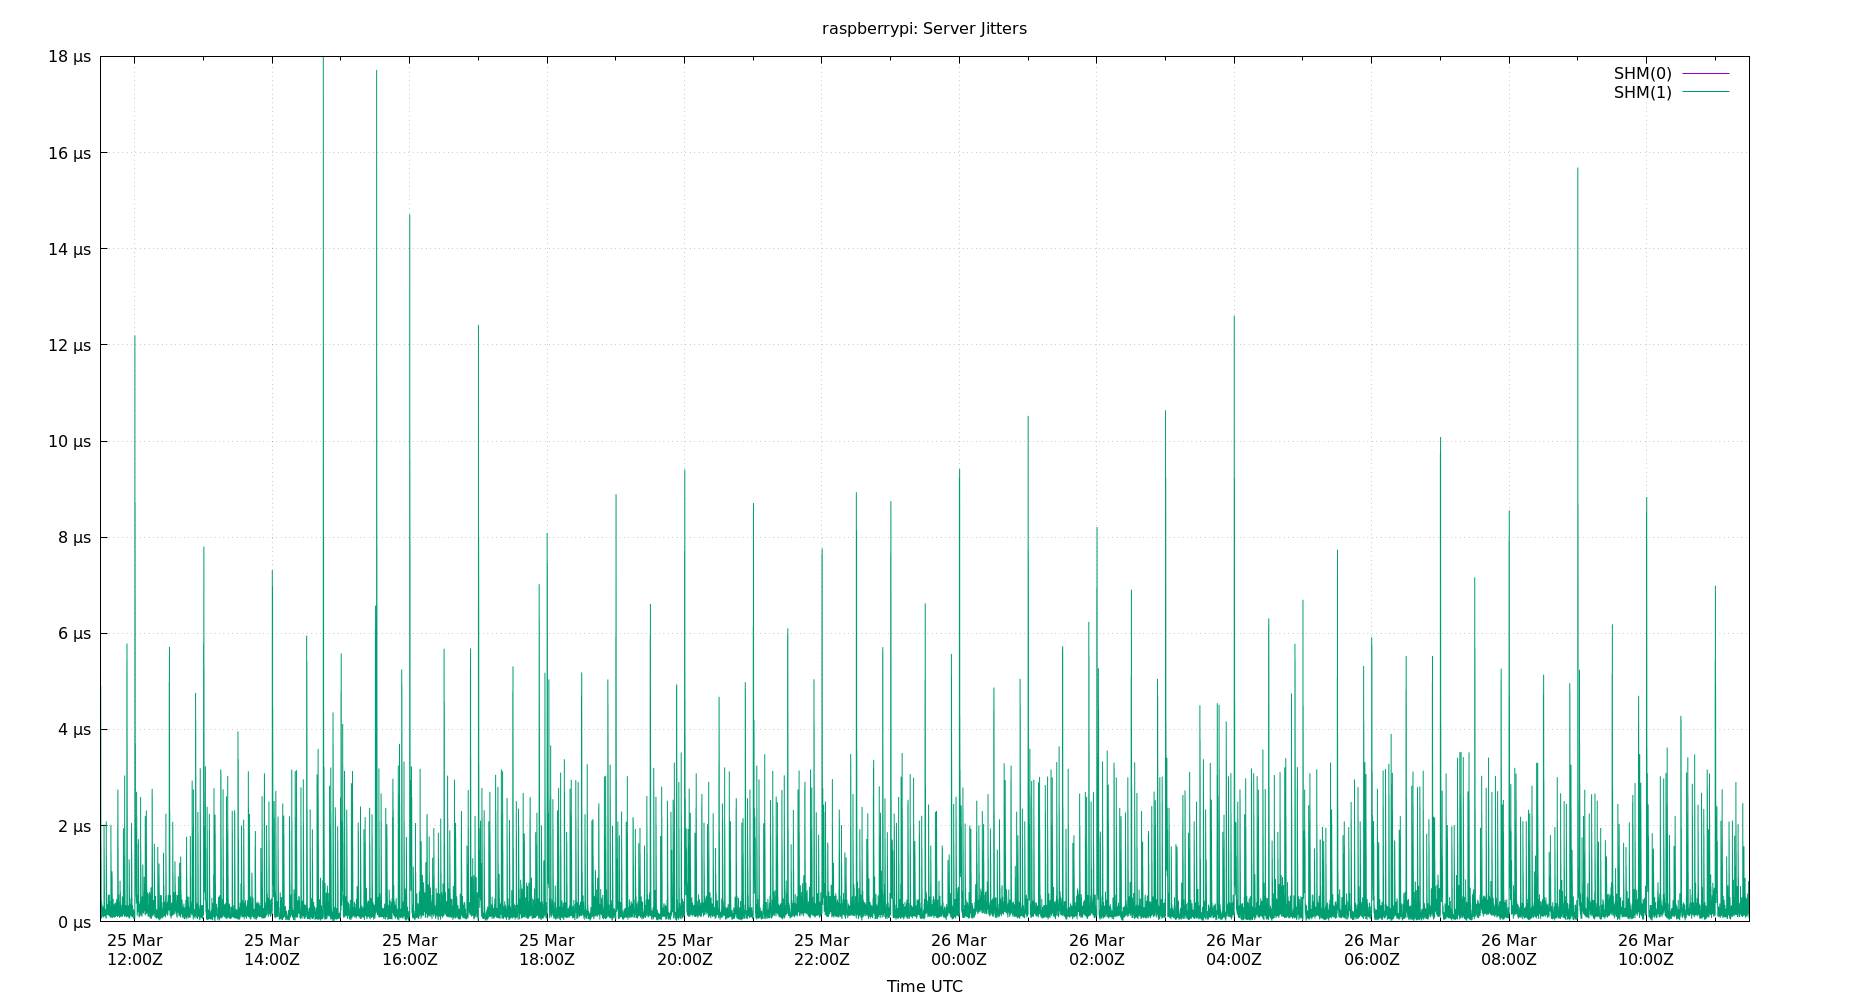 raspberrypi: Server Jitters
SHM(0)
SHM(1)
18 µs
16 µs
14 µs
12 µs
10 µs
8 µs
6 µs
4 µs
2 µs
0 µs
25 Mar 25 Mar 25 Mar 25 Mar 25 Mar 25 Mar 26 Mar 26 Mar 26 Mar 26 Mar 26 Mar 26 Mar
12:00Z 14:00Z 16:00Z 18:00Z 20:00Z 22:00Z 00:00Z 02:00Z 04:00Z 06:00Z 08:00Z 10:00Z
Time UTC